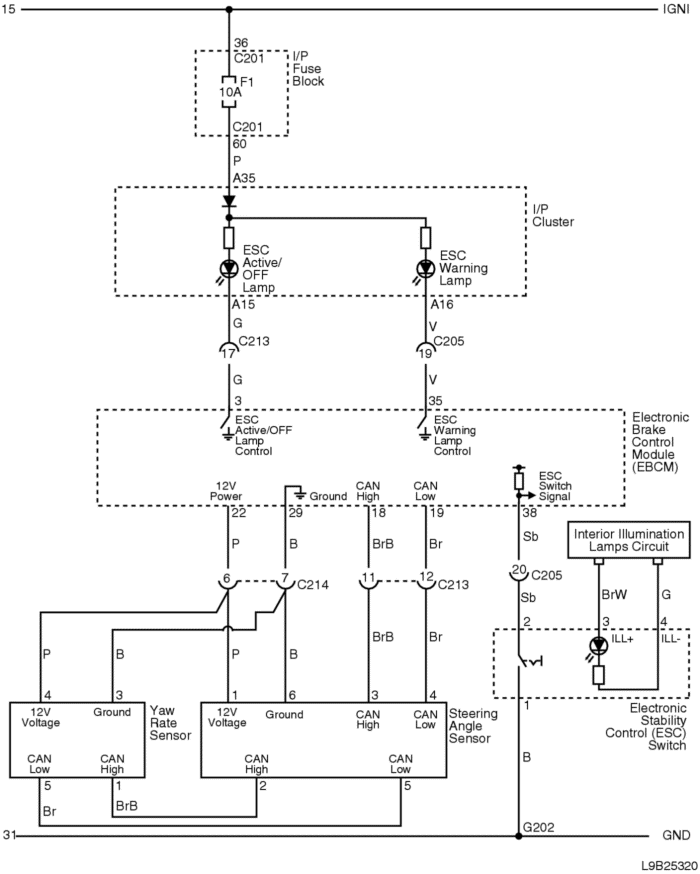 15
IGNI
36
C201
I/P
Fuse
Block
F1
10A
C201
60
P
A35
I/P
Cluster
ESC
Active/
OFF
Lamp
ESC
Warning
Lamp
A15
A16
G
V
C213
C205
17
19
G
V
3
35
ESC
Active/OFF
Lamp
Control
ESC
Warning
Lamp
Control
Electronic
Brake
Control
Module
(EBCM)
12V
Power
Ground
CAN
High
CAN
Low
ESC
Switch
Signal
22
29
18
19
38
P
B
BrB
Br
Sb
Interior Illumination
Lamps Circuit
6
7
C214
11
12
C213
20
C205
Sb
BrW
G
P
B
P
B
BrB
Br
2
3
4
ILL+
ILL-
4
3
1
6
3
4
1
12V
Voltage
Ground
Yaw
Rate
Sensor
12V
Voltage
Ground
CAN
High
CAN
Low
Steering
Angle
Sensor
Electronic
Stability
Control (ESC)
Switch
CAN
Low
CAN
High
CAN
High
CAN
Low
B
5
1
2
5
Br
BrB
31
G202
GND
L9B25320